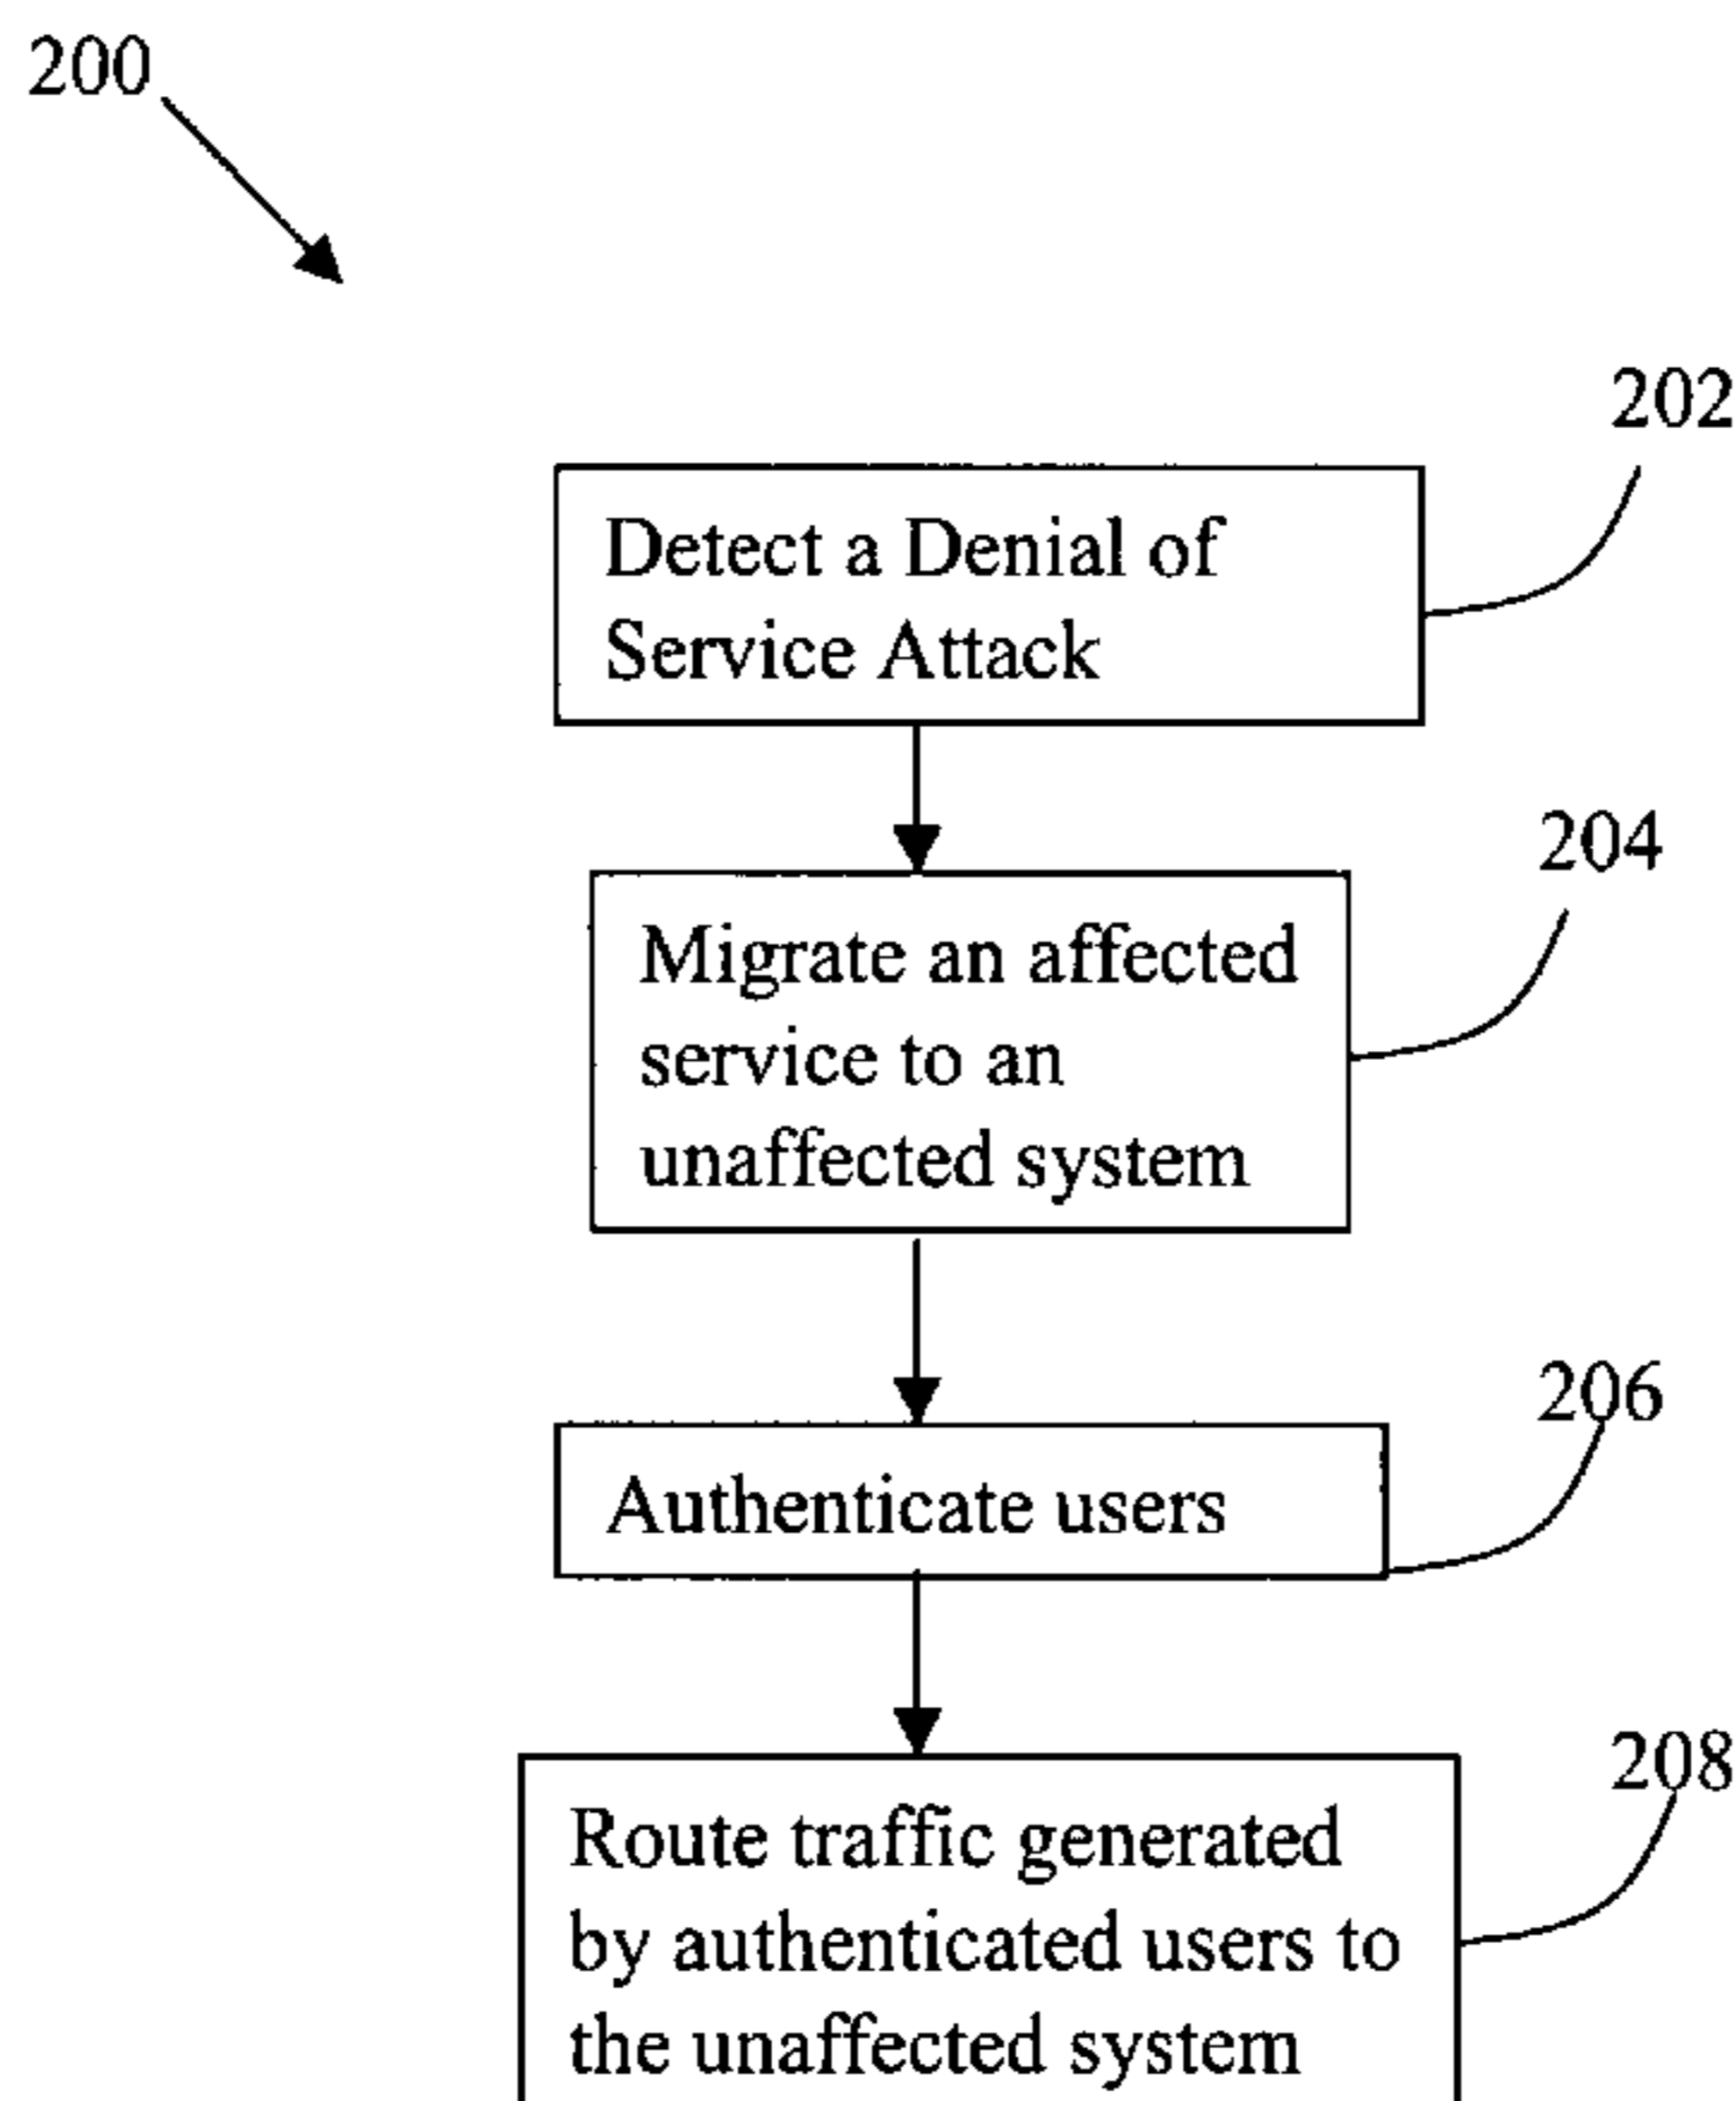 200
202
Detect a Denial of
Service Attack
204
Migrate an affected
service to an
unaffected system
206
Authenticate users
208
Route traffic generated
by authenticated users to
the unaffected system